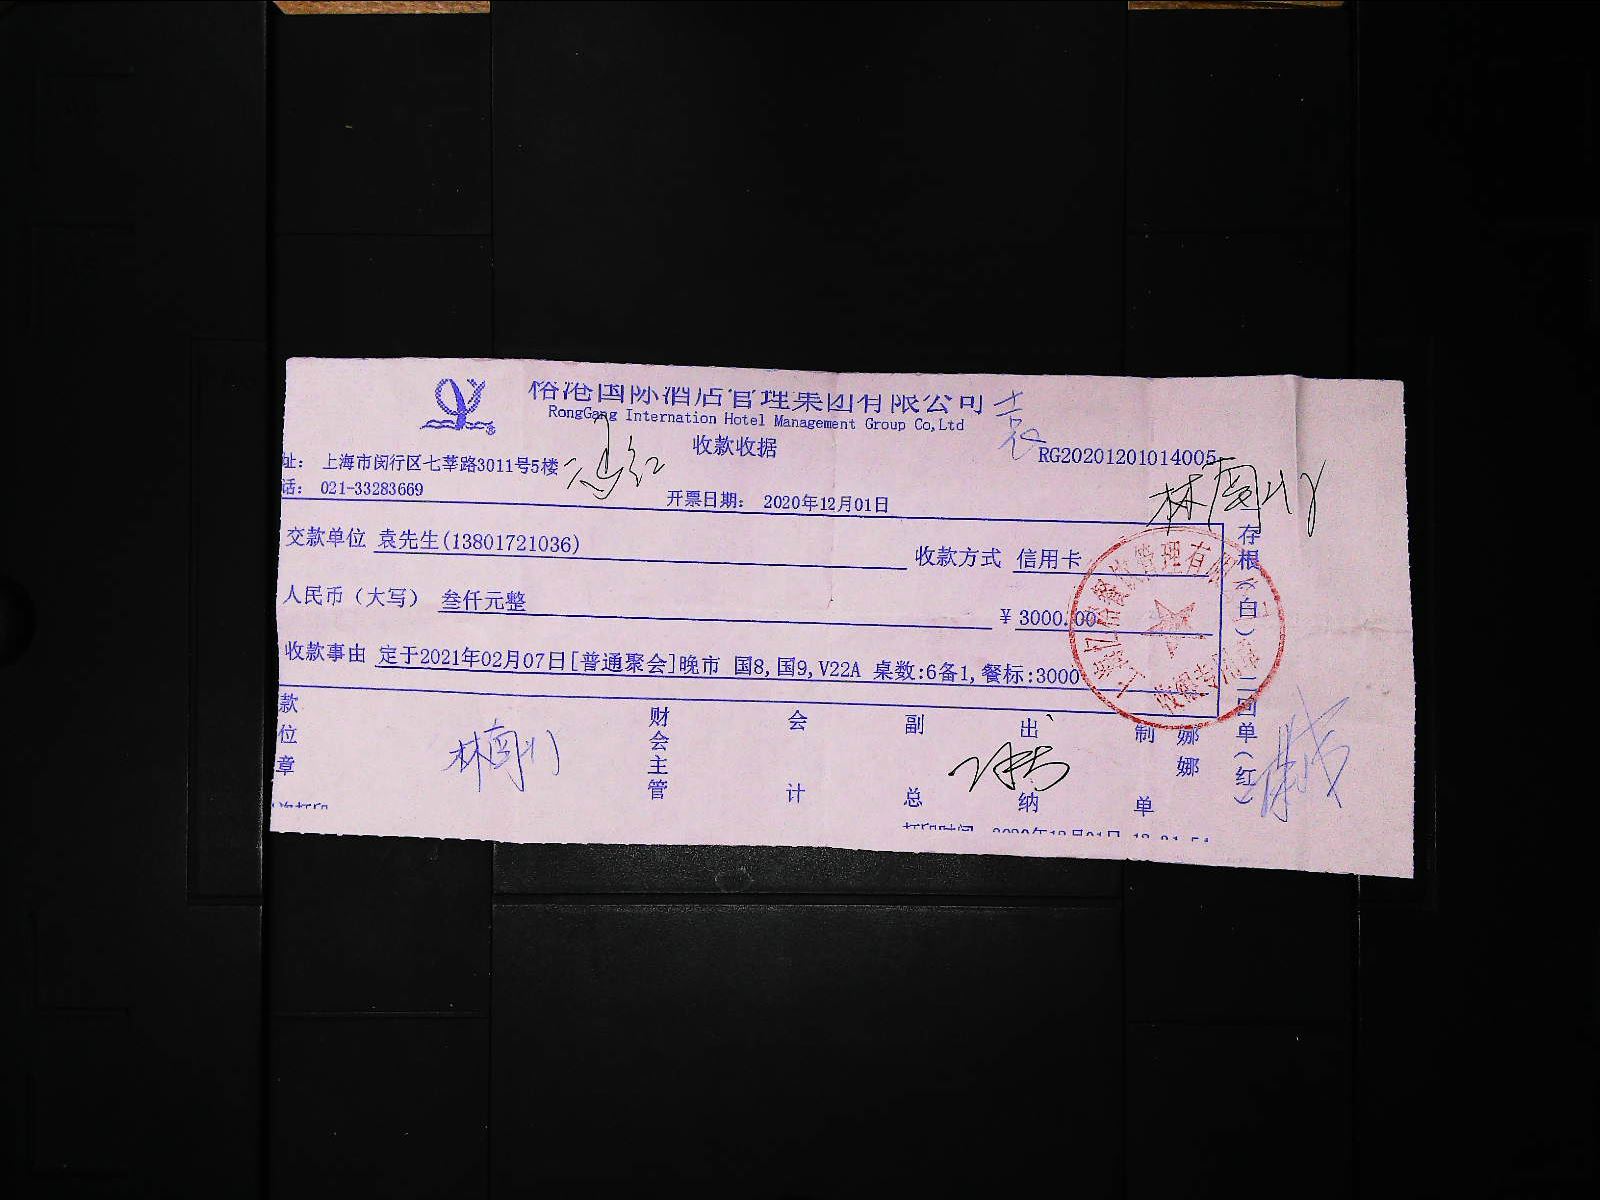 榕港国际酒店管理集团有限公司
RongGang Internation Hotel Management Group Co,Ltd
收款收据
RG20201201014005
址： 上海市闵行区七莘路3011号5楼
话： 021-33283669
开票日期： 2020年12月01日
林
袁
交款单位 袁先生(13801721036)
收款方式 信用卡
人民币（大写） 叁仟元整
¥ 3000.00
收款事由 定于2021年02月07日[普通聚会]晚市 国8,国9,V22A 桌数:6备1,餐标:3000
存根（白）二回单（红）
款位章
林
财会主管
会计
副总
出纳
制单
娜娜